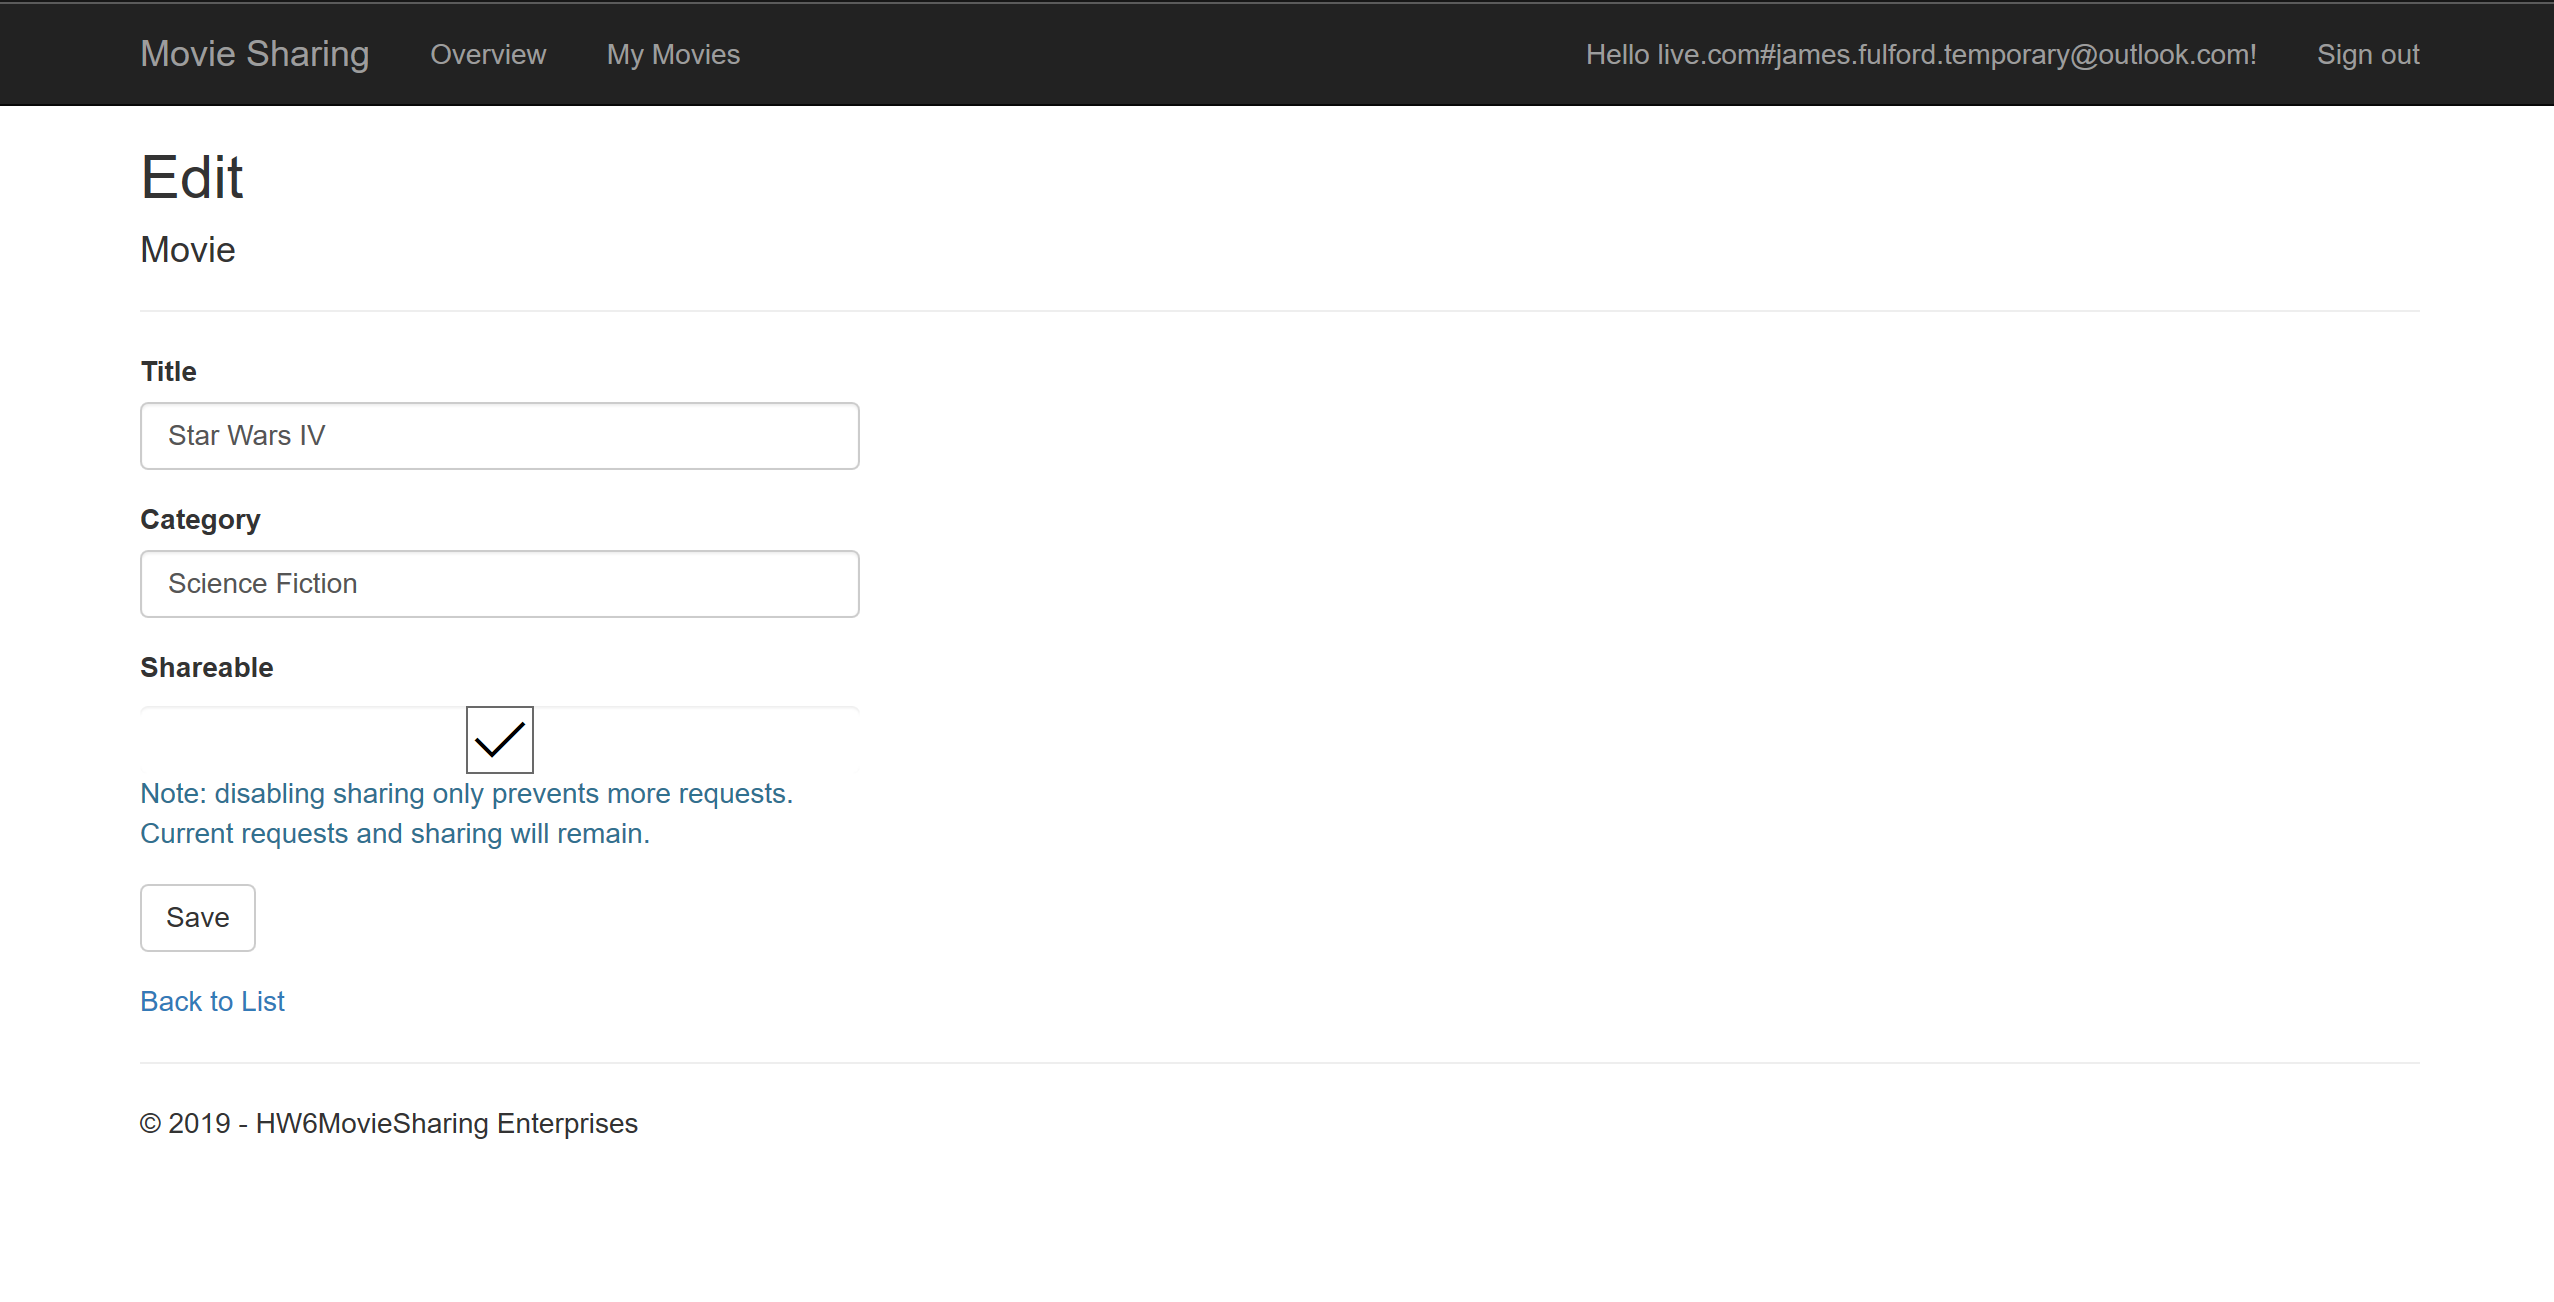 Movie Sharing Overview My Movies Hello live.com#james.fulford.temporary@outlook.com! Sign out
Edit
Movie
Title
Star Wars IV
Category
Science Fiction
Shareable
Note: disabling sharing only prevents more requests.
Current requests and sharing will remain.
Save
Back to List
© 2019 - HW6MovieSharing Enterprises